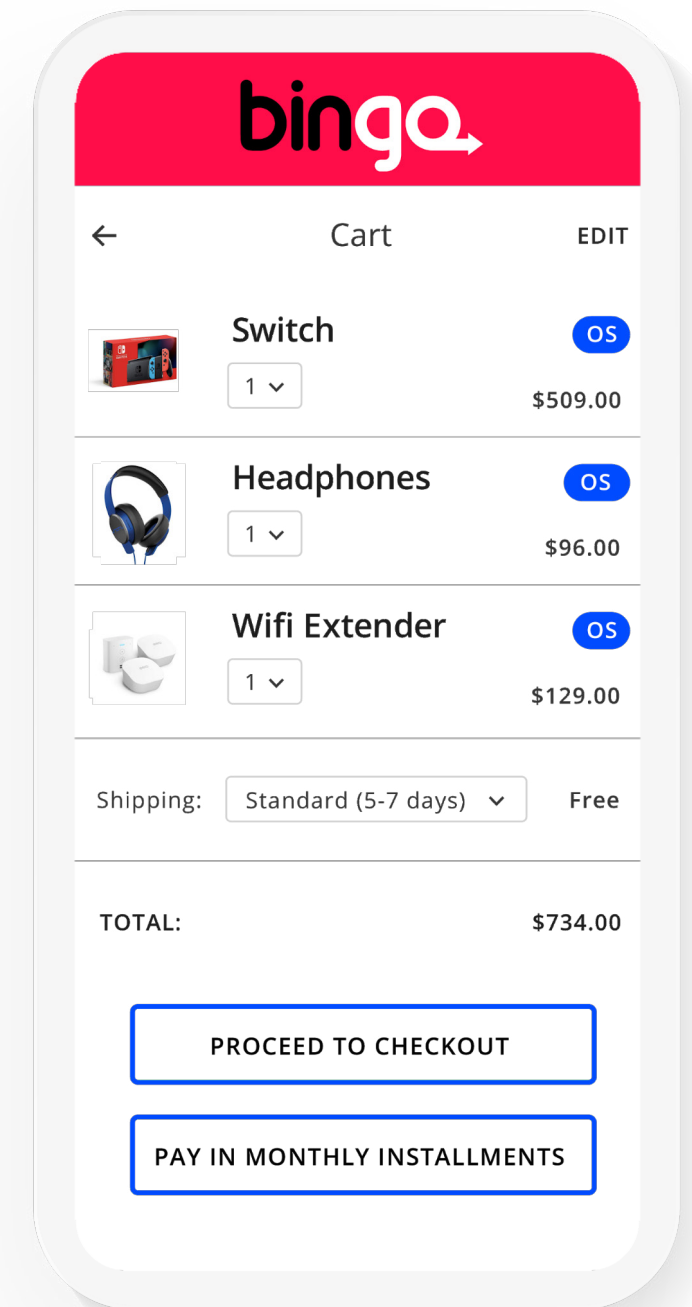 bingo
Cart EDIT
Switch OS
1
$509.00
Headphones OS
1
$96.00
Wifi Extender OS
1
$129.00
Shipping: Standard (5-7 days) Free
TOTAL: $734.00
PROCEED TO CHECKOUT
PAY IN MONTHLY INSTALLMENTS